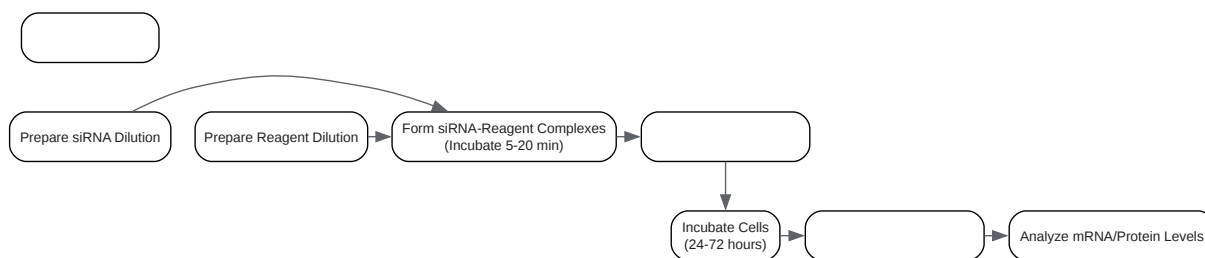 Prepare siRNA Dilution
Prepare Reagent Dilution
Form siRNA-Reagent Complexes
(Incubate 5-20 min)
Incubate Cells
(24-72 hours)
Analyze mRNA/Protein Levels